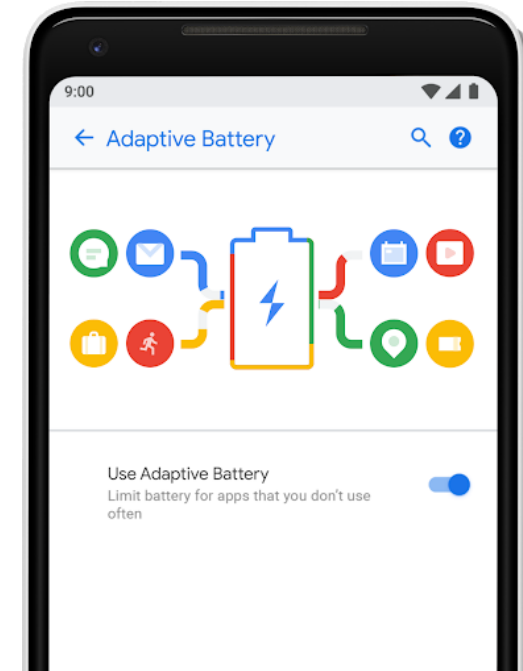 9:00
Adaptive Battery
Use Adaptive Battery
Limit battery for apps that you don't use
often